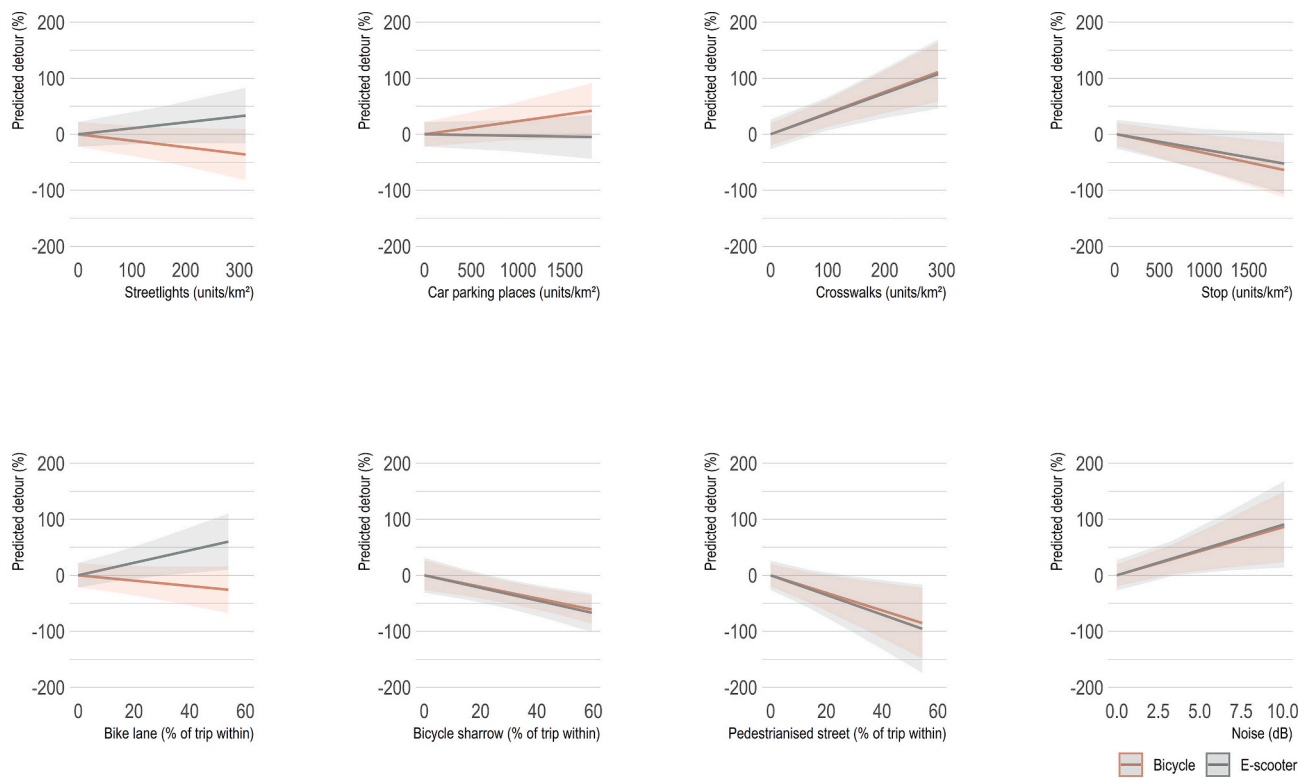 Predicted detour (%)
200
100
0
-100
-200
0 100 200 300
Streetlights (units/km²)
Predicted detour (%)
200
100
0
-100
-200
0 500 1000 1500
Car parking places (units/km²)
Predicted detour (%)
200
100
0
-100
-200
0 100 200 300
Crosswalks (units/km²)
Predicted detour (%)
200
100
0
-100
-200
0 500 1000 1500
Stop (units/km²)
Predicted detour (%)
200
100
0
-100
-200
0 20 40 60
Bike lane (% of trip within)
Predicted detour (%)
200
100
0
-100
-200
0 20 40 60
Bicycle sharrow (% of trip within)
Predicted detour (%)
200
100
0
-100
-200
0 20 40 60
Pedestrianised street (% of trip within)
Predicted detour (%)
200
100
0
-100
-200
0.0 2.5 5.0 7.5 10.0
Noise (dB)
Bicycle E-scooter